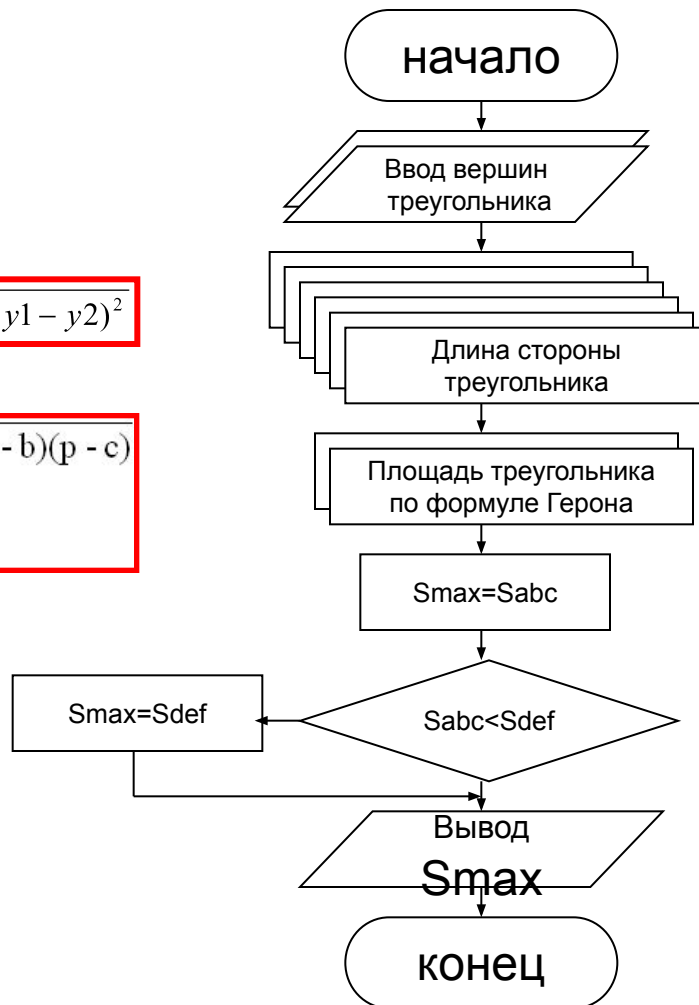 начало
Ввод вершин
треугольника
y1 – y2)²
Длина стороны
треугольника
- b)(p - c)
Площадь треугольника
по формуле Герона
Smax=Sabc
Smax=Sdef
Sabc<Sdef
Вывод
Smax
конец